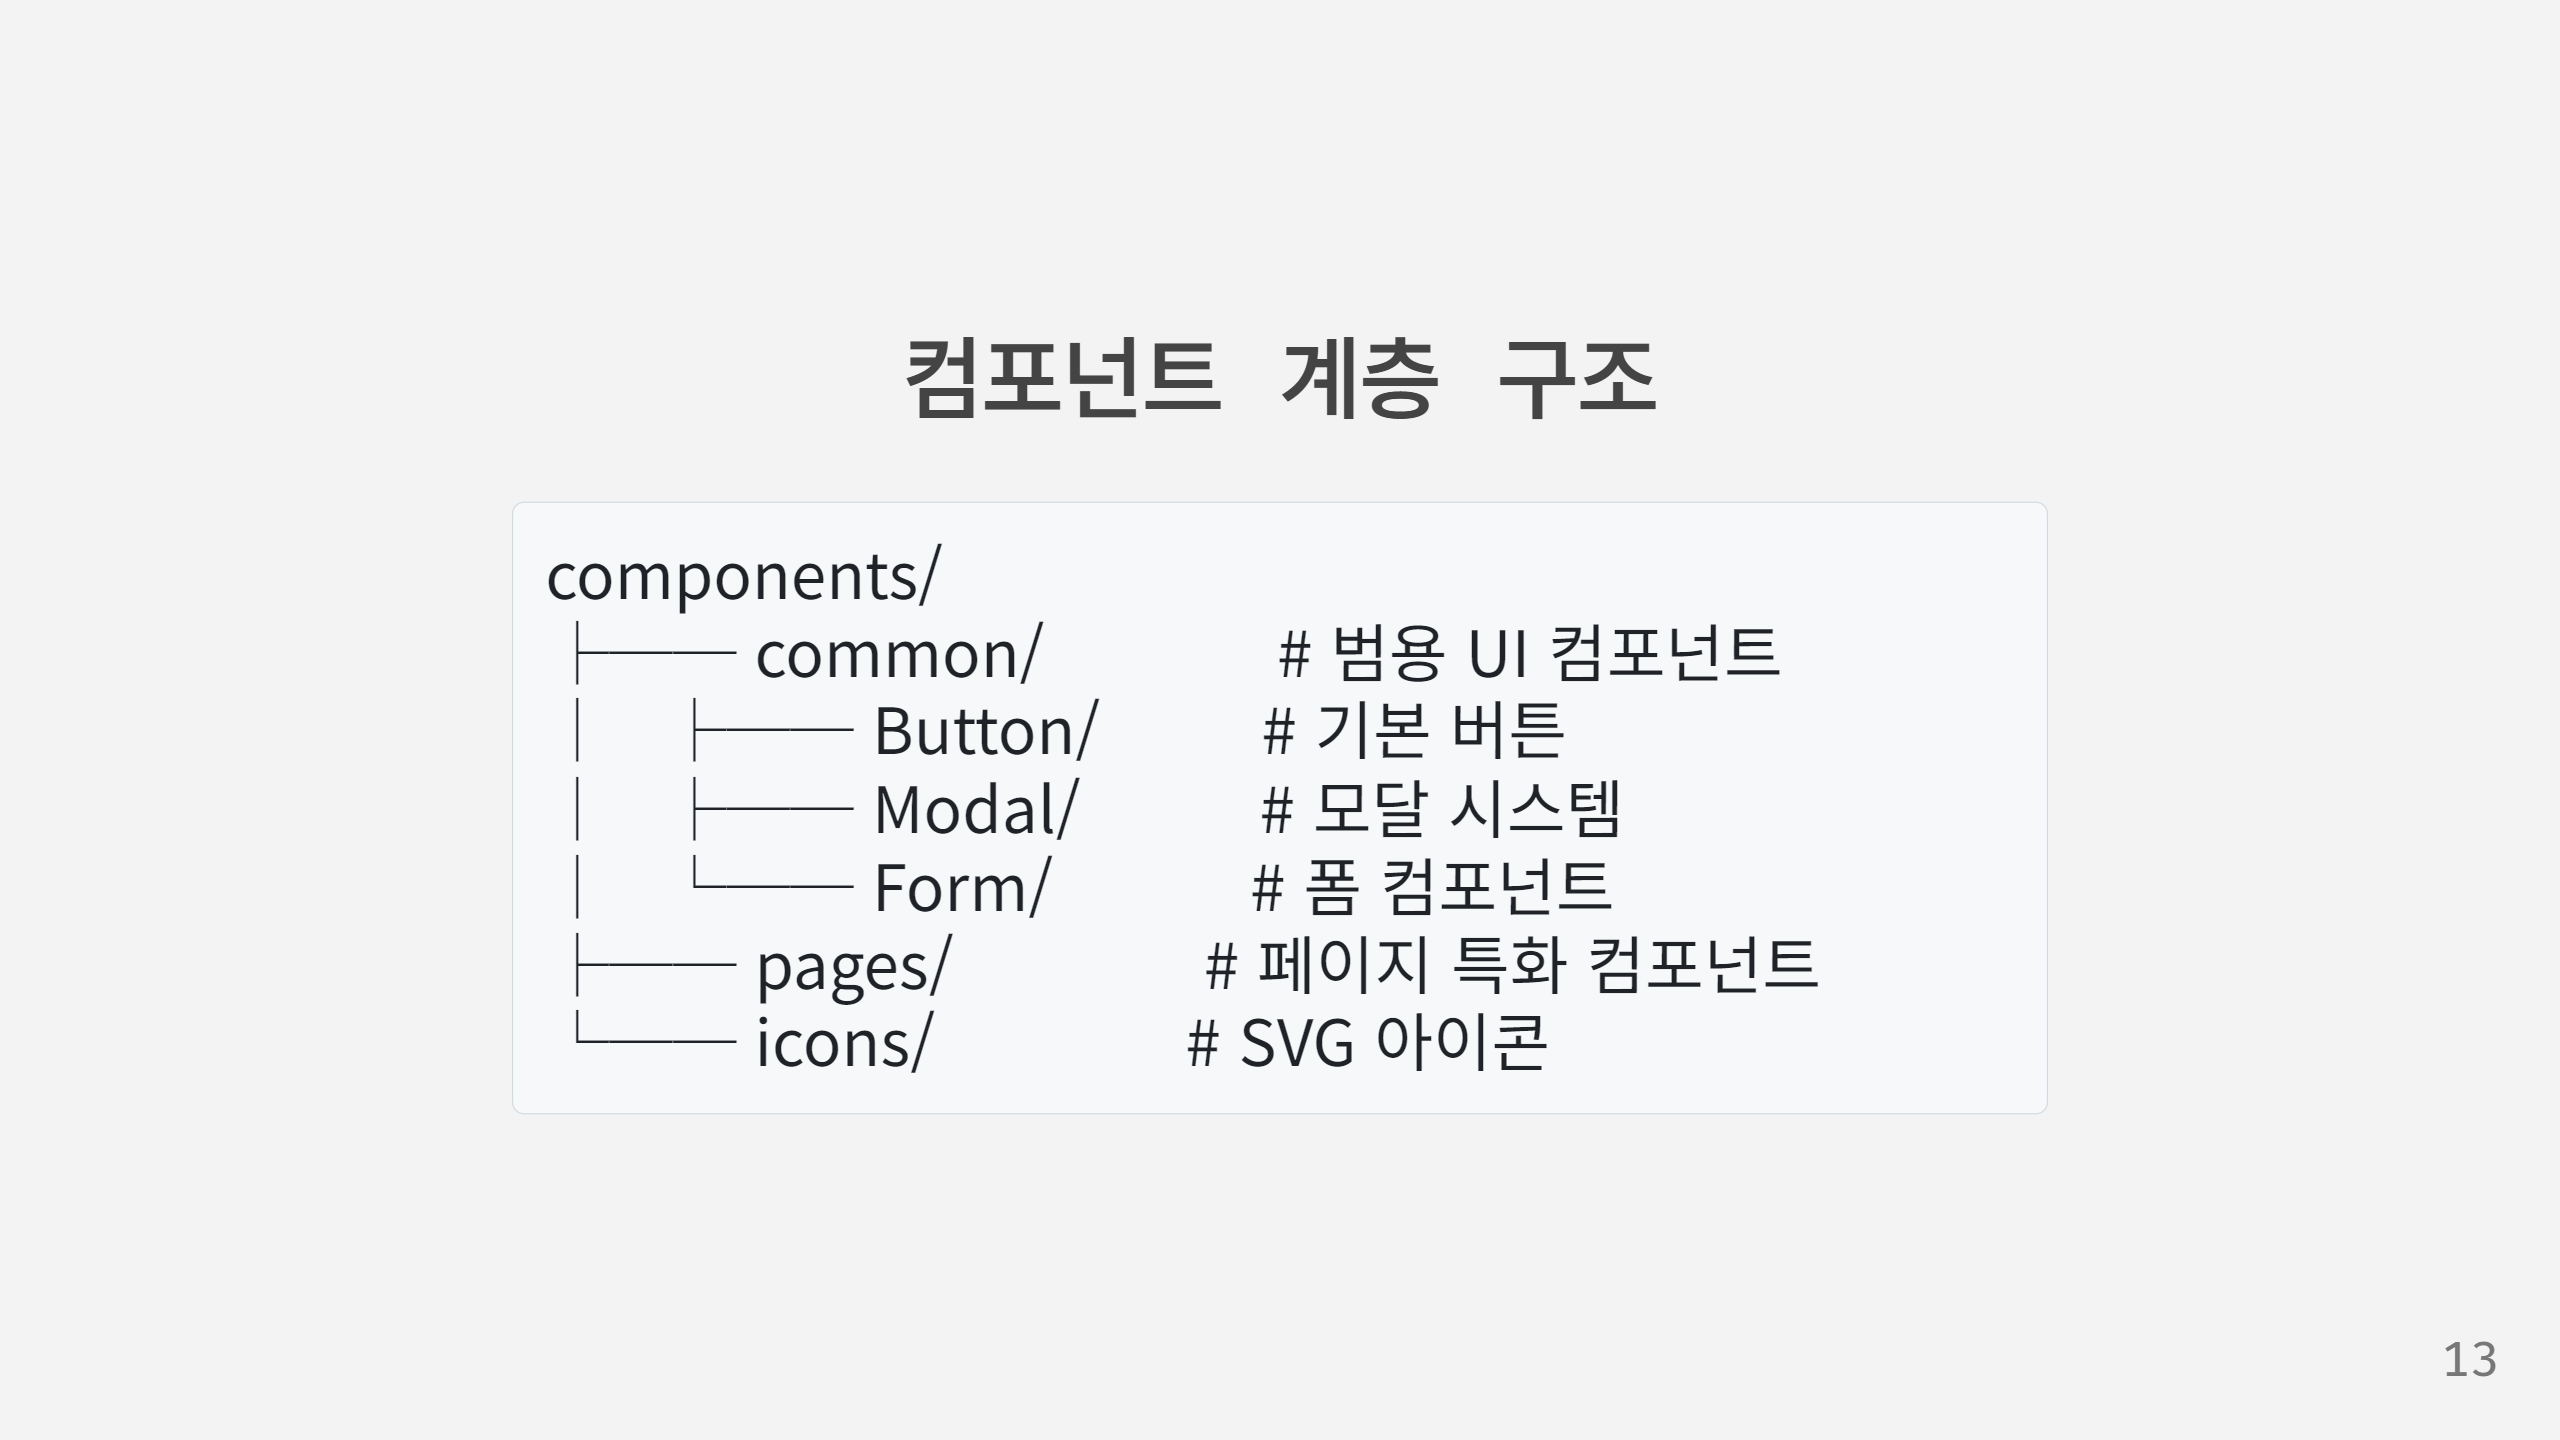 컴포넌트 계층 구조
components/
├── common/ # 범용 UI 컴포넌트
│ ├── Button/ # 기본 버튼
│ ├── Modal/ # 모달 시스템
│ └── Form/ # 폼 컴포넌트
├── pages/ # 페이지 특화 컴포넌트
└── icons/ # SVG 아이콘
13